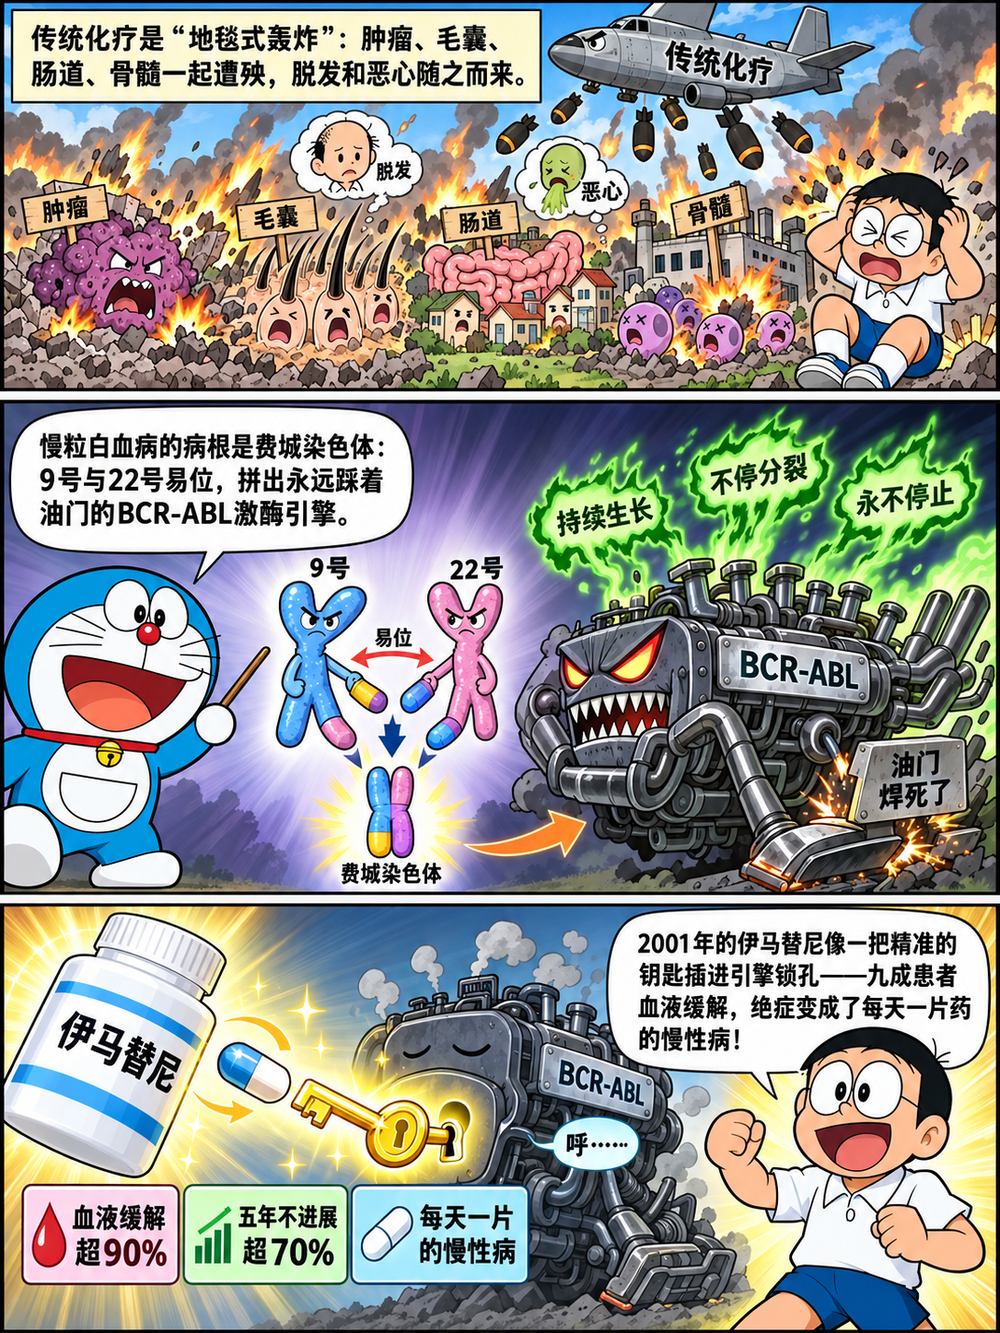 传统化疗是“地毯式轰炸”：肿瘤、毛囊、
肠道、骨髓一起遭殃，脱发和恶心随之而来。
传统化疗
脱发
恶心
肿瘤
毛囊
肠道
骨髓
慢粒白血病的病根是费城染色体：
9号与22号易位，拼出永远踩着
油门的BCR-ABL激酶引擎。
9号
22号
易位
费城染色体
持续生长
不停分裂
永不停止
BCR-ABL
油门
焊死了
2001年的伊马替尼像一把精准的
钥匙插进引擎锁孔——九成患者
血液缓解，绝症变成了每天一片药
的慢性病！
伊马替尼
BCR-ABL
呼……
血液缓解
超90%
五年不进展
超70%
每天一片
的慢性病